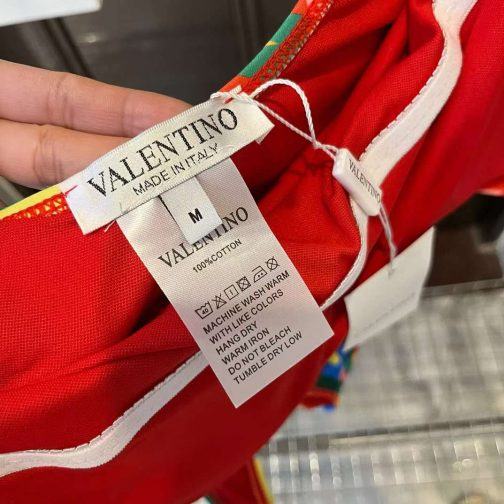 VALENTINO
MADE IN ITALY
M
VALENTINO
100%COTTON
40
MACHINE WASH WARM
WITH LIKE COLORS
HANG DRY
WARM IRON
DO NOT BLEACH
TUMBLE DRY LOW